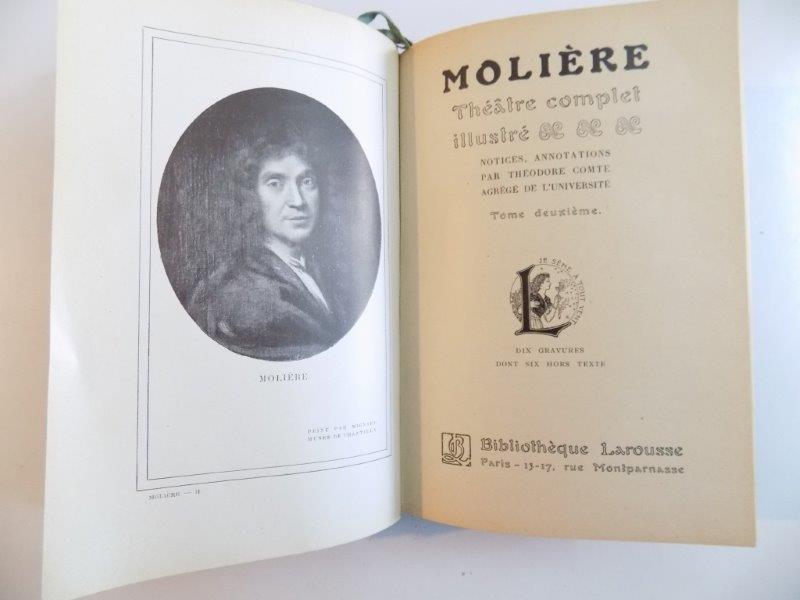 MOLIÈRE
PEINT PAR MIGNARD
MUSÉE DE CHANTILLY
MOLIÈRE — II
MOLIÈRE
Théâtre complet
illustré
NOTICES, ANNOTATIONS
PAR THÉODORE COMTE
AGRÉGÉ DE L'UNIVERSITÉ
Tome deuxième.
JE SÈME À TOUT VENT
L
DIX GRAVURES
DONT SIX HORS TEXTE
Bibliothèque Larousse
Paris - 13-17, rue Montparnasse